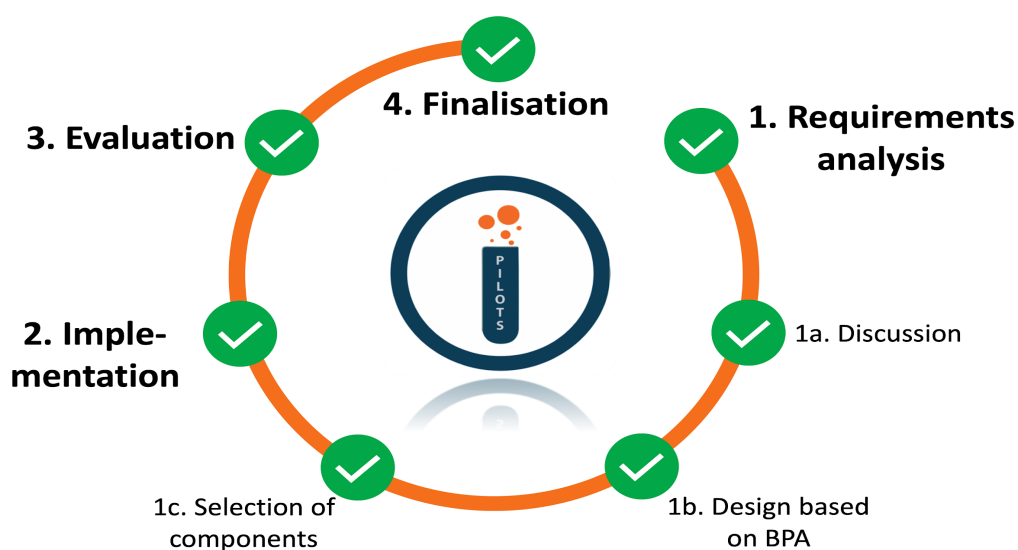 4. Finalisation
1. Requirements
analysis
3. Evaluation
PILOTS
1a. Discussion
2. Imple-
mentation
1b. Design based
on BPA
1c. Selection of
components